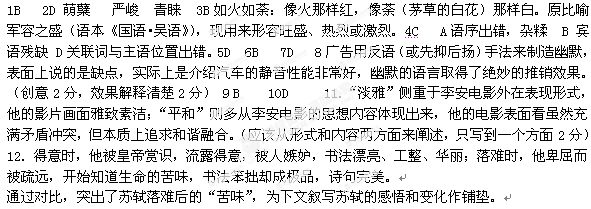 1B　2D 萌蘖　严峻　青睐　3B如火如荼：像火那样红，像荼（茅草的白花）那样白。原比喻
军容之盛（语本《国语·吴语》），现用来形容旺盛、热烈或激烈。4C　A语序出错，杂糅　B 宾
语残缺 D关联词与主语位置出错。5D　6B　7D　8广告用反语（或先抑后扬）手法来制造幽默，
表面上说的是缺点，实际上是介绍汽车的静音性能非常好，幽默的语言取得了绝妙的推销效果。
（创意2分，效果解释清楚2分）　9B　10D　11.“淡雅”侧重于李安电影外在表现形式，
他的影片画面雅致素洁；“平和”则多从李安电影的思想内容体现出来，他的电影表面看虽然充
满矛盾冲突，但本质上追求和谐融合。（应该从形式和内容两方面来阐述，只写到一个方面2分）
12．得意时，他被皇帝赏识，流露得意，被人嫉妒，书法漂亮、工整、华丽；落难时，他卑屈而
被疏远，开始知道生命的苦味，书法苯拙却成极品，诗句完美。
通过对比，突出了苏轼落难后的“苦味”，为下文叙写苏轼的感悟和变化作铺垫。